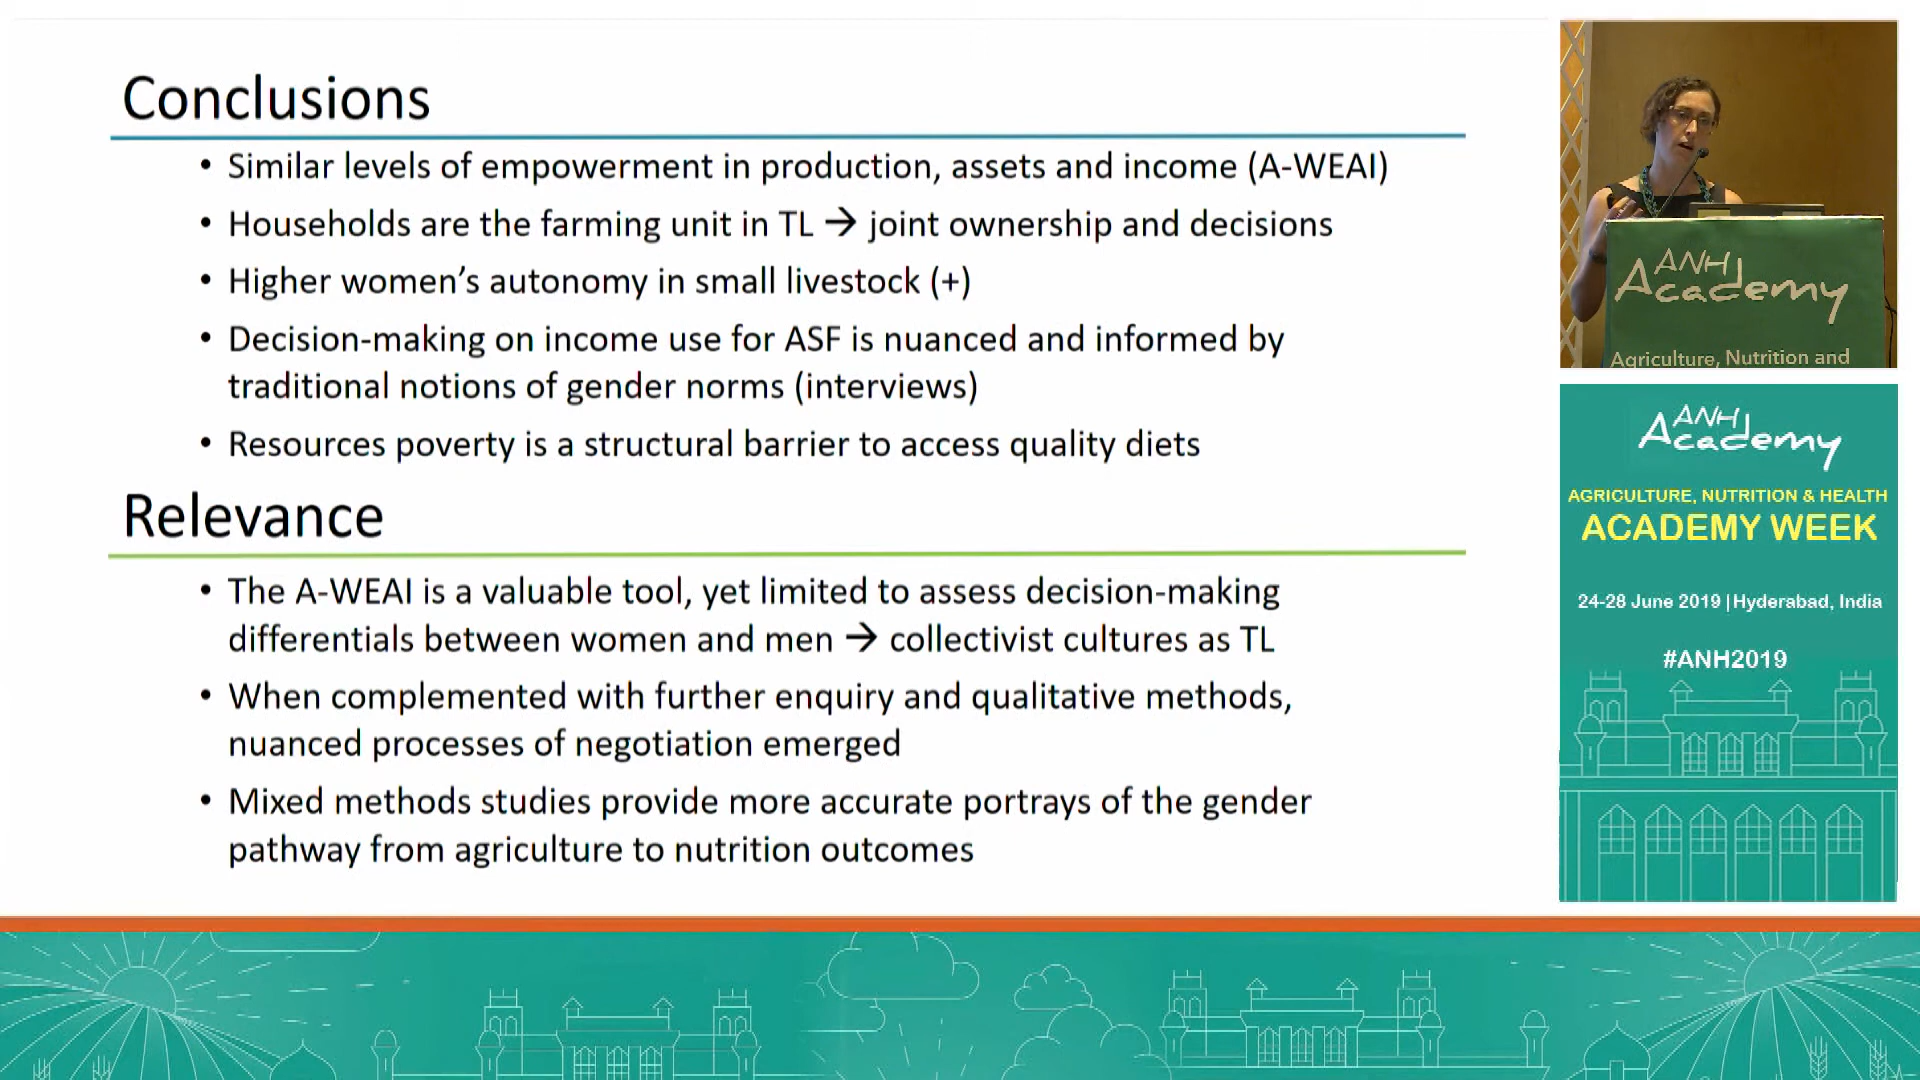 Conclusions
• Similar levels of empowerment in production, assets and income (A-WEAI)
• Households are the farming unit in TL → joint ownership and decisions
• Higher women’s autonomy in small livestock (+)
• Decision-making on income use for ASF is nuanced and informed by
traditional notions of gender norms (interviews)
• Resources poverty is a structural barrier to access quality diets
Relevance
• The A-WEAI is a valuable tool, yet limited to assess decision-making
differentials between women and men → collectivist cultures as TL
• When complemented with further enquiry and qualitative methods,
nuanced processes of negotiation emerged
• Mixed methods studies provide more accurate portrays of the gender
pathway from agriculture to nutrition outcomes
ANH
Academy
Agriculture, Nutrition and
ANH
Academy
AGRICULTURE, NUTRITION & HEALTH
ACADEMY WEEK
24-28 June 2019 | Hyderabad, India
#ANH2019